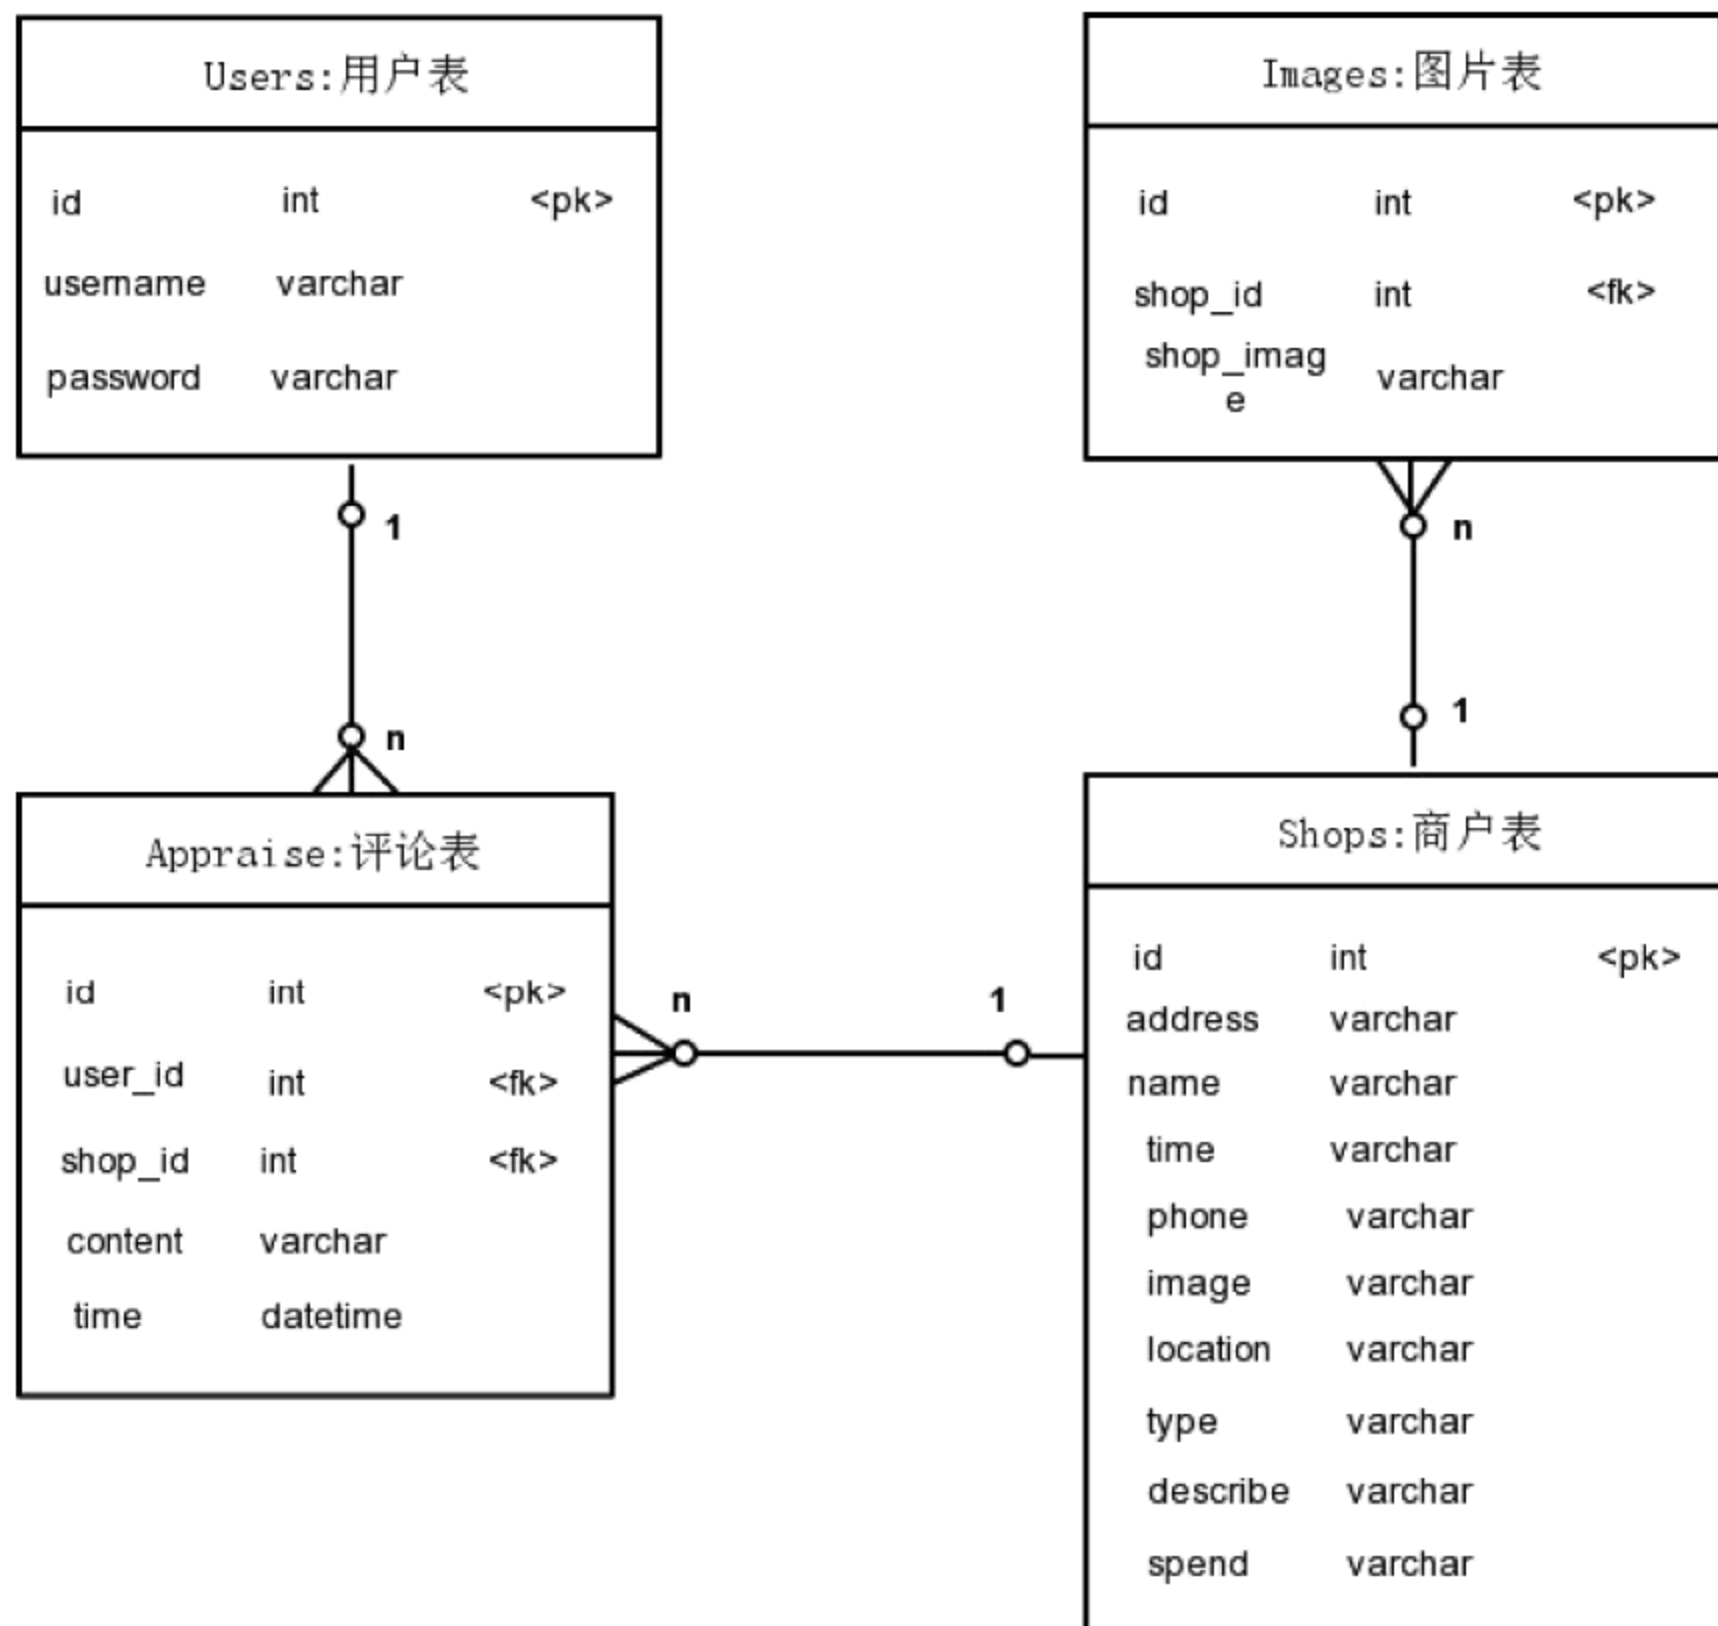 Users:用户表
id int <pk>
username varchar
password varchar
1
n
Images:图片表
id int <pk>
shop_id int <fk>
shop_imag
e varchar
n
1
Appraise:评论表
id int <pk>
user_id int <fk>
shop_id int <fk>
content varchar
time datetime
n 1
Shops:商户表
id int <pk>
address varchar
name varchar
time varchar
phone varchar
image varchar
location varchar
type varchar
describe varchar
spend varchar